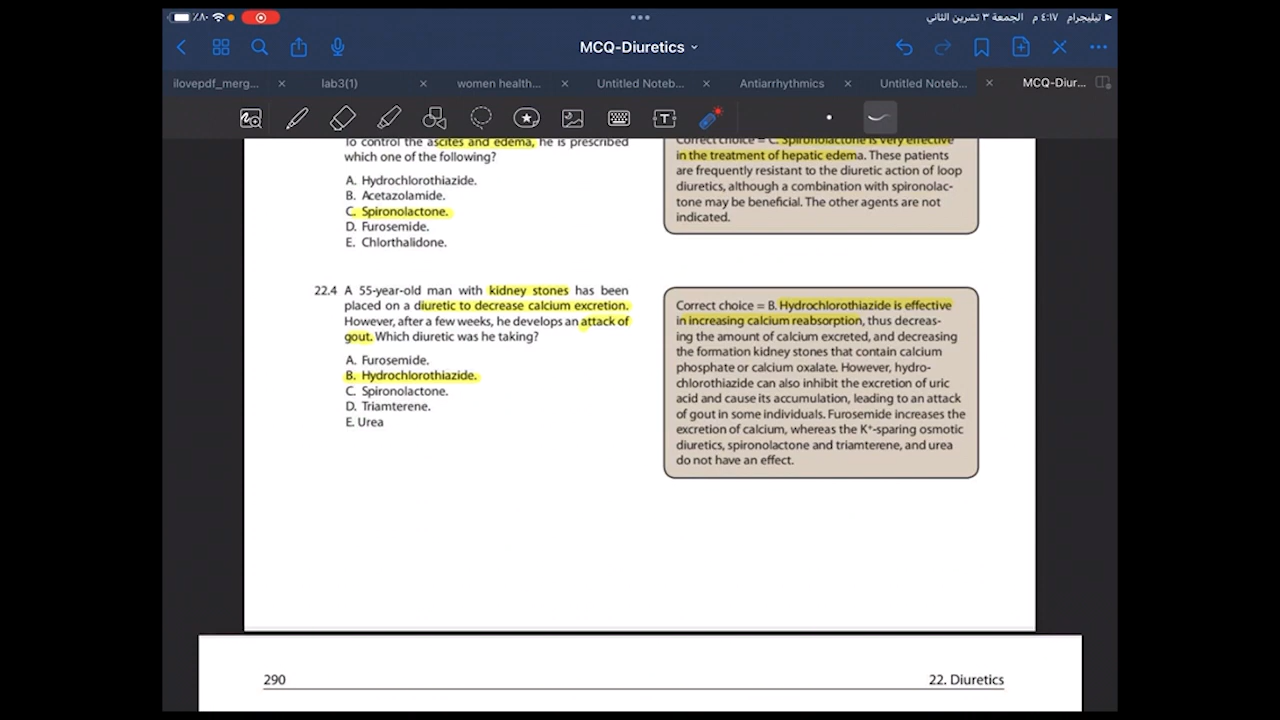 ٪٨٠
◀ تيليجرام ٤:١٧ م الجمعة ٣ تشرين الثاني
MCQ-Diuretics
ilovepdf_merg...
lab3(1)
women health...
Untitled Noteb...
Antiarrhythmics
Untitled Noteb...
MCQ-Diur...
To control the ascites and edema, he is prescribed
which one of the following?
A. Hydrochlorothiazide.
B. Acetazolamide.
C. Spironolactone.
D. Furosemide.
E. Chlorthalidone.
Correct choice = C. Spironolactone is very effective
in the treatment of hepatic edema. These patients
are frequently resistant to the diuretic action of loop
diuretics, although a combination with spironolac-
tone may be beneficial. The other agents are not
indicated.
22.4 A 55-year-old man with kidney stones has been
placed on a diuretic to decrease calcium excretion.
However, after a few weeks, he develops an attack of
gout. Which diuretic was he taking?
A. Furosemide.
B. Hydrochlorothiazide.
C. Spironolactone.
D. Triamterene.
E. Urea
Correct choice = B. Hydrochlorothiazide is effective
in increasing calcium reabsorption, thus decreas-
ing the amount of calcium excreted, and decreasing
the formation kidney stones that contain calcium
phosphate or calcium oxalate. However, hydro-
chlorothiazide can also inhibit the excretion of uric
acid and cause its accumulation, leading to an attack
of gout in some individuals. Furosemide increases the
excretion of calcium, whereas the K⁺-sparing osmotic
diuretics, spironolactone and triamterene, and urea
do not have an effect.
290
22. Diuretics